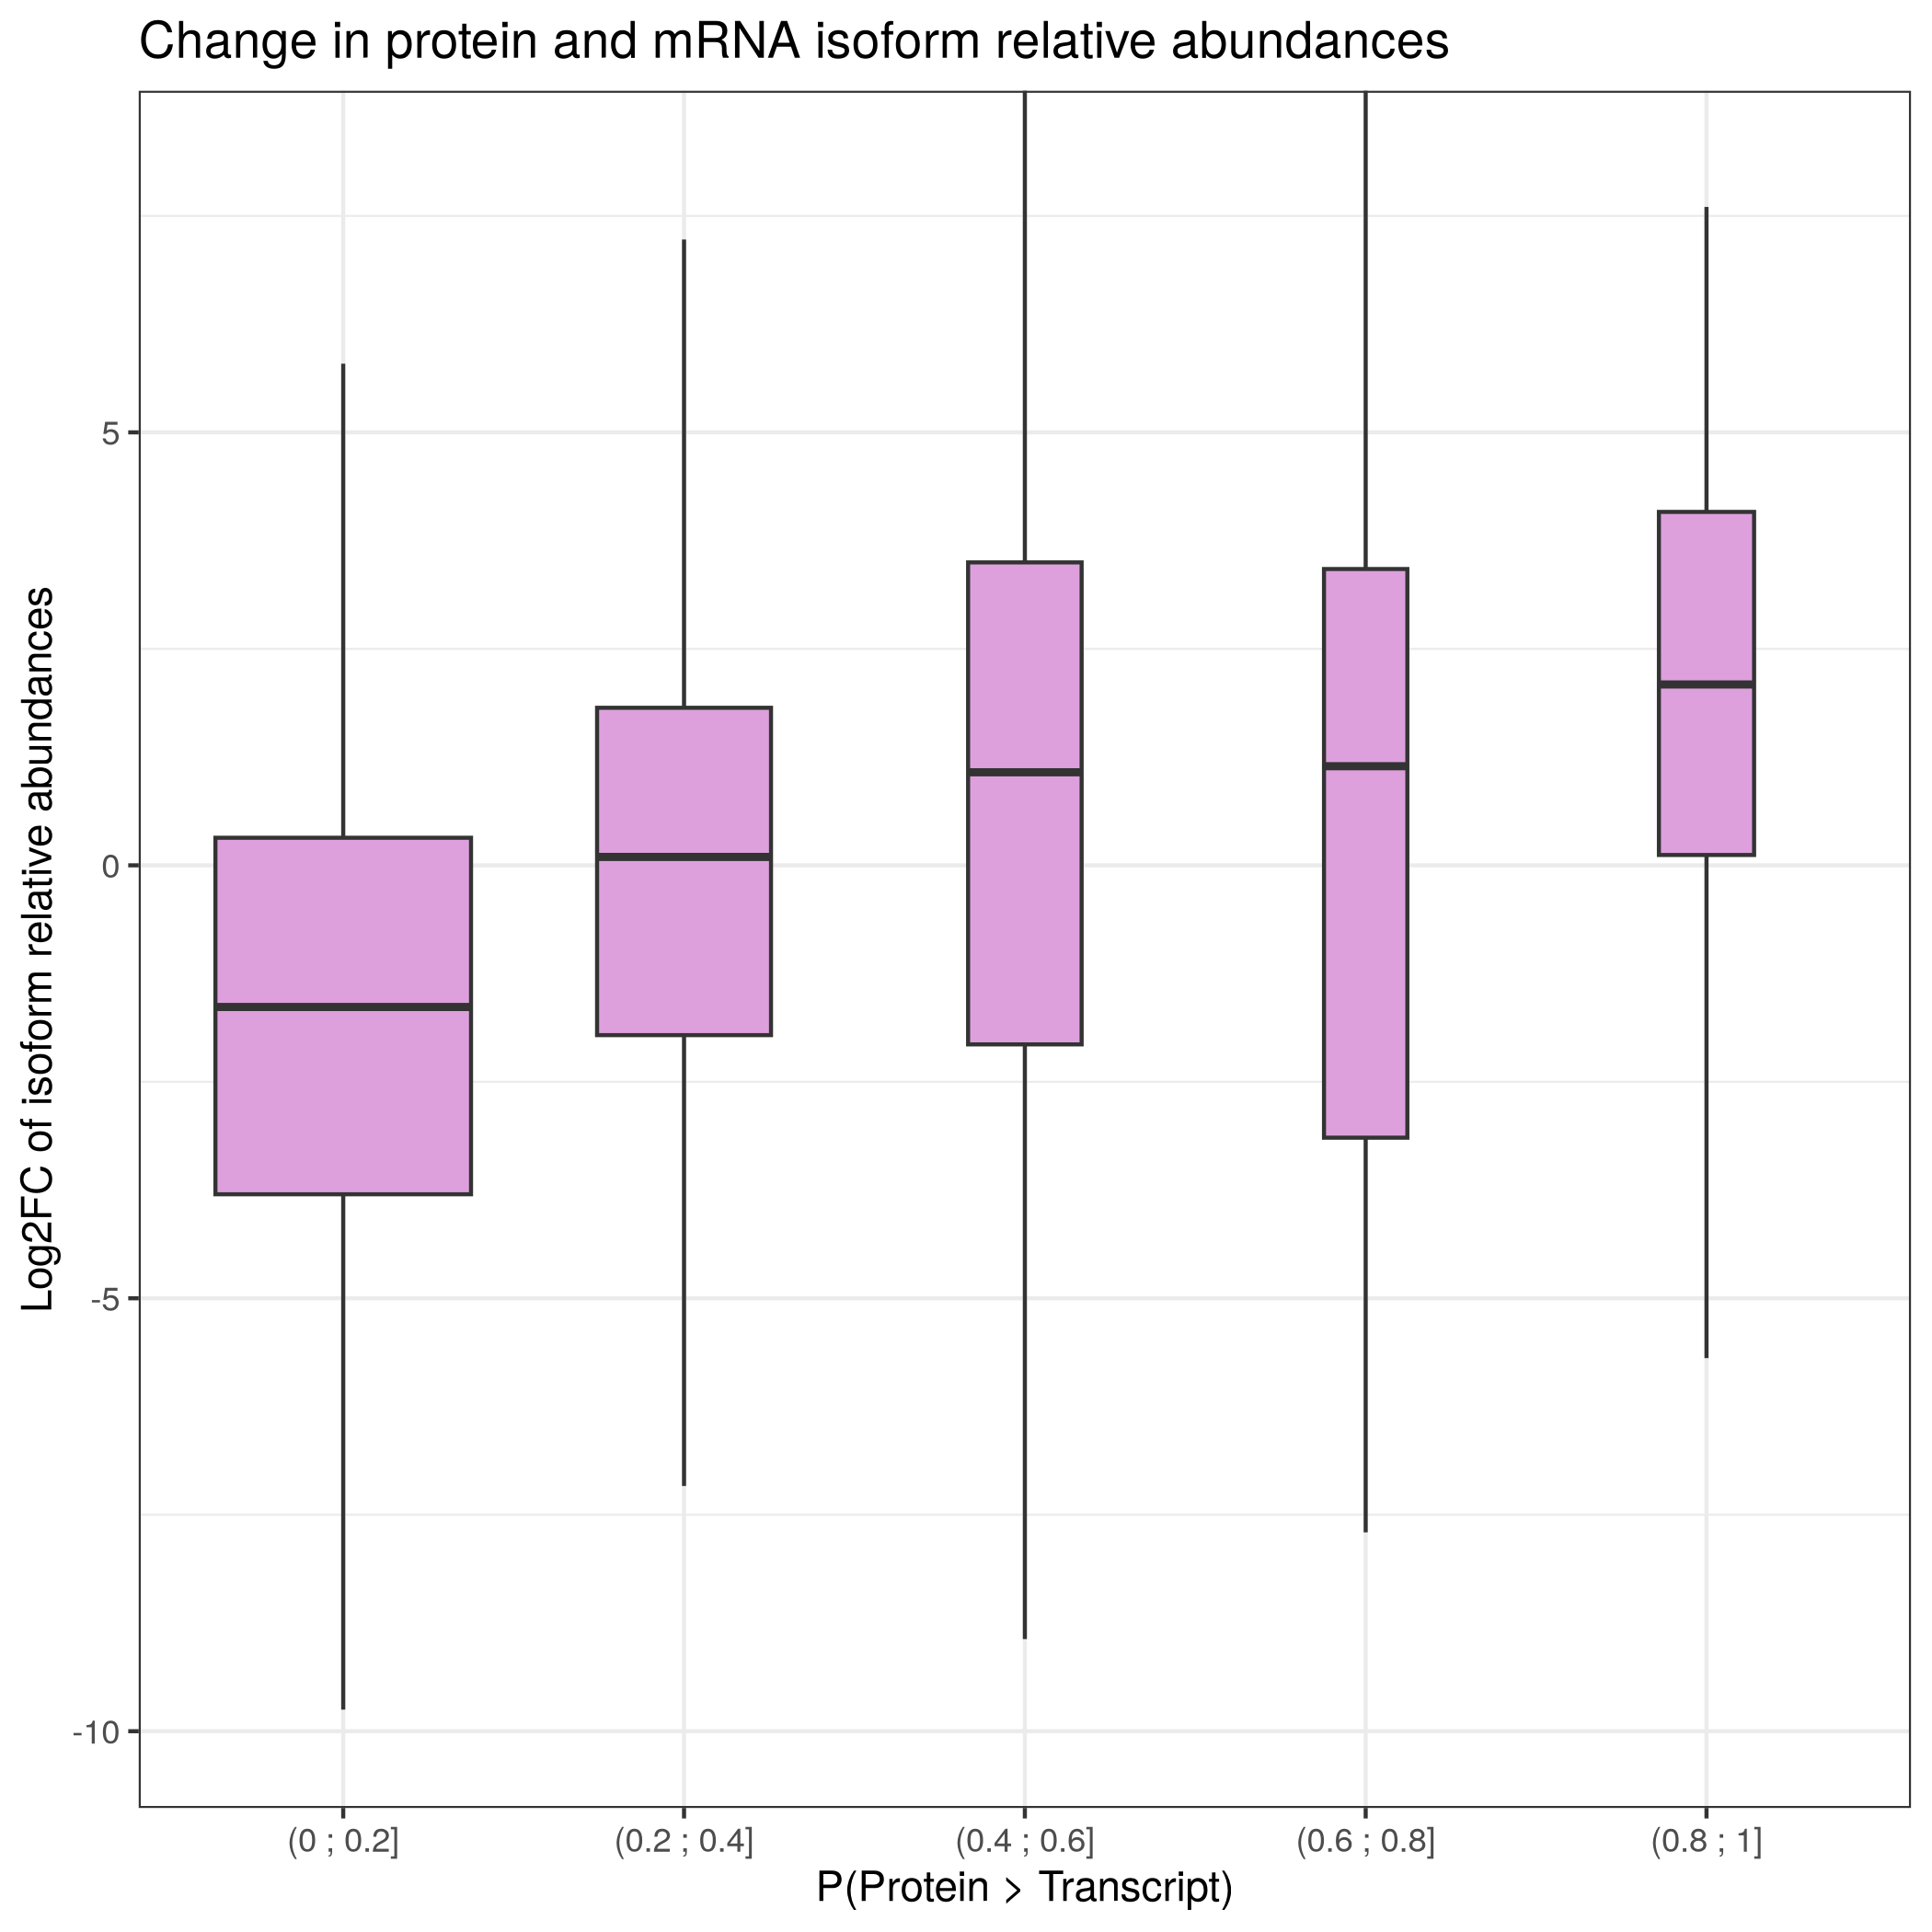 Change in protein and mRNA isoform relative abundances
Log2FC of isoform relative abundances
5
0
-5
-10
(0 ; 0.2]
(0.2 ; 0.4]
(0.4 ; 0.6]
(0.6 ; 0.8]
(0.8 ; 1]
P(Protein > Transcript)